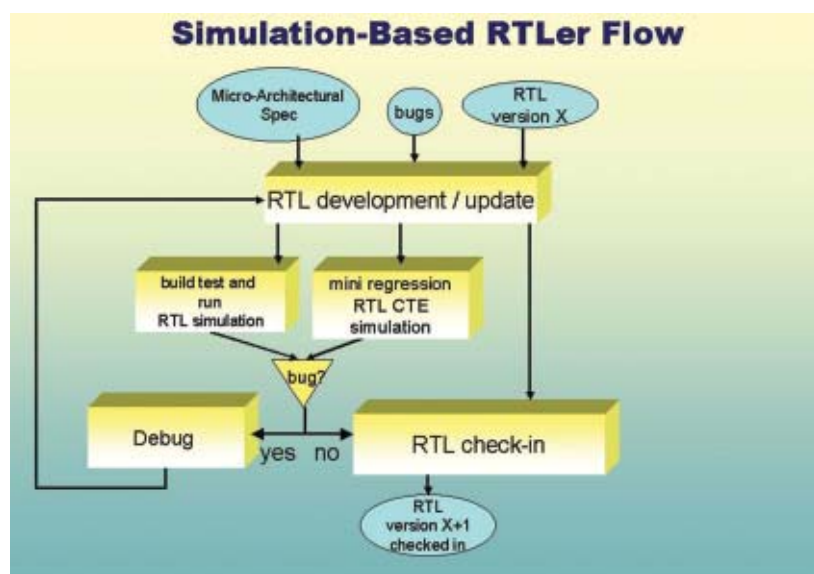 Simulation-Based RTLer Flow
Micro-Architectural
Spec
bugs
RTL
version X
RTL development / update
build test and
run
RTL simulation
mini regression
RTL CTE
simulation
bug?
Debug
yes no
RTL check-in
RTL
version X+1
checked in